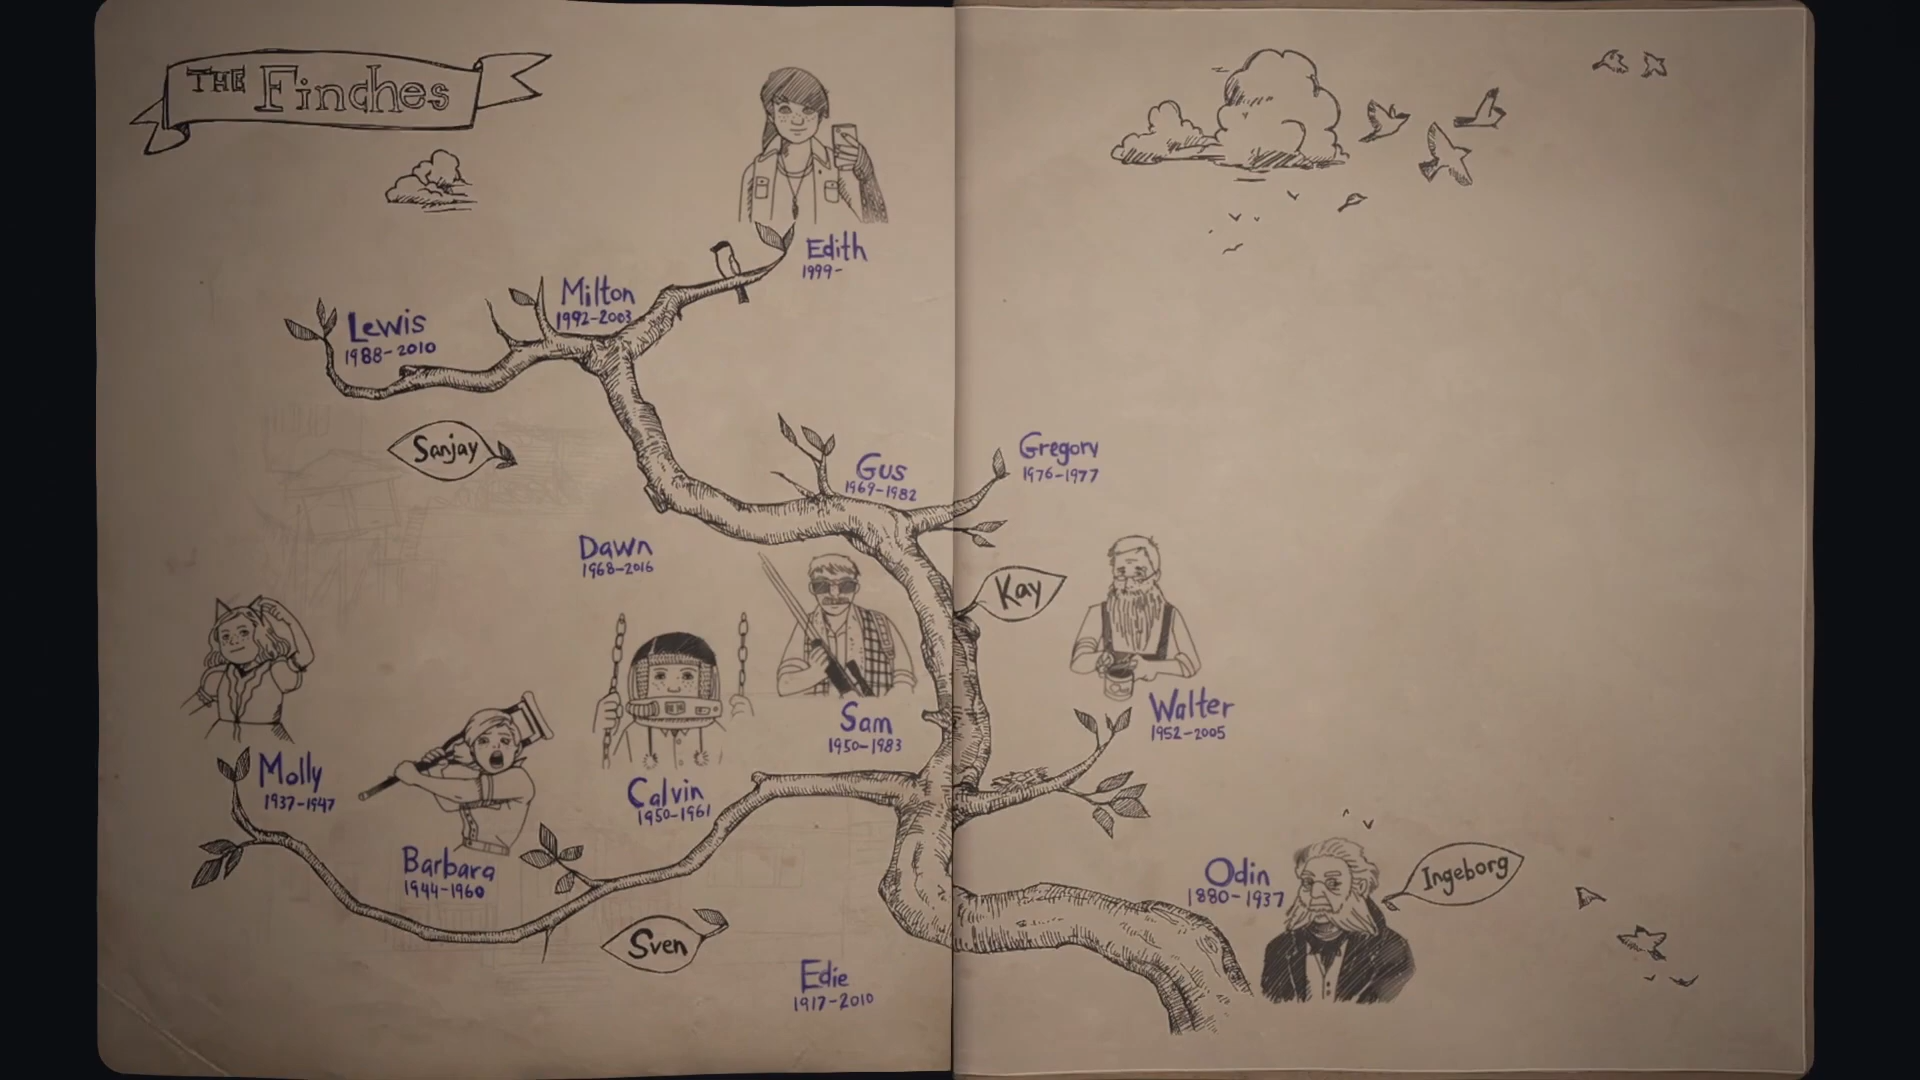 THE Finches
Edith
1999-
Milton
1992-2003
Lewis
1988-2010
Sanjay
Gus
1969-1982
Gregory
1976-1977
Dawn
1968-2016
Kay
Sam
1950-1983
Walter
1952-2005
Molly
1937-1947
Calvin
1950-1961
Barbara
1944-1960
Odin
1880-1937
Ingeborg
Sven
Edie
1917-2010